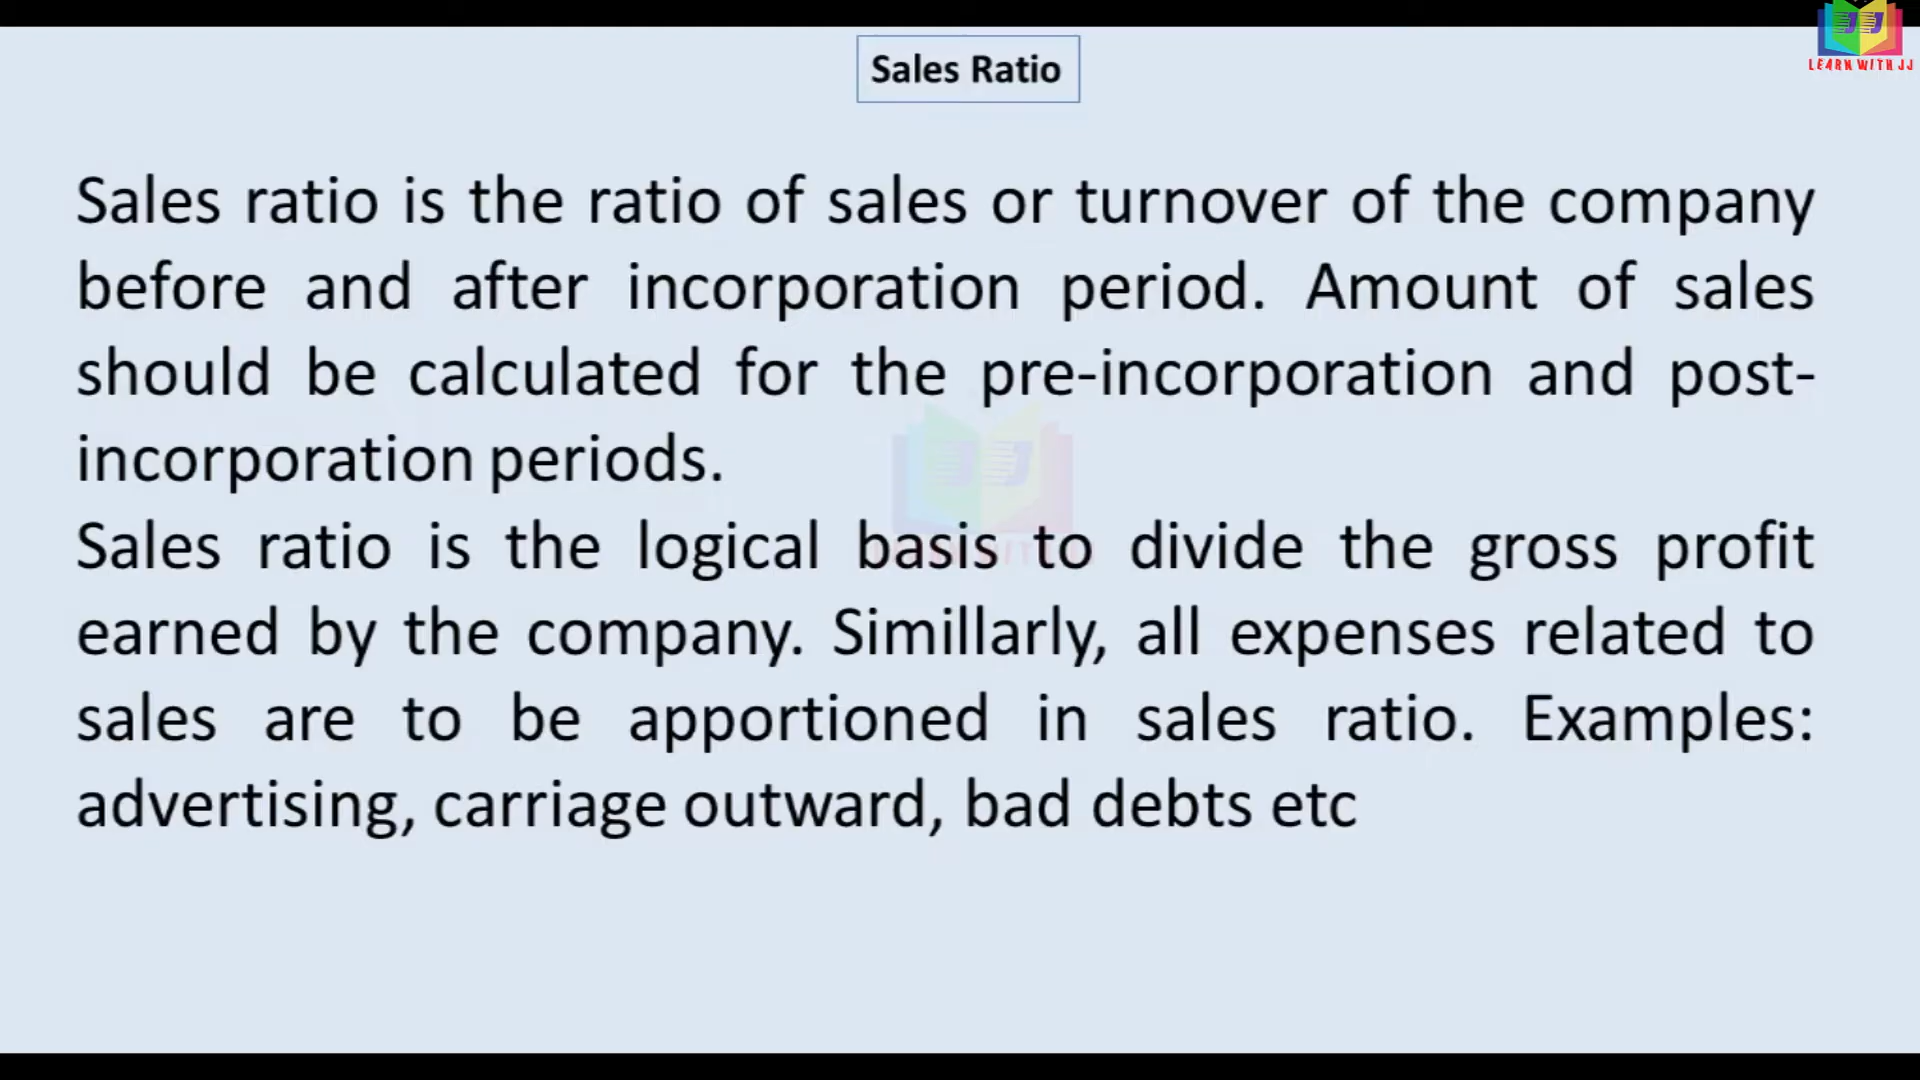 Sales Ratio
LEARN WITH JJ
Sales ratio is the ratio of sales or turnover of the company
before and after incorporation period. Amount of sales
should be calculated for the pre-incorporation and post-
incorporation periods.
Sales ratio is the logical basis to divide the gross profit
earned by the company. Simillarly, all expenses related to
sales are to be apportioned in sales ratio. Examples:
advertising, carriage outward, bad debts etc